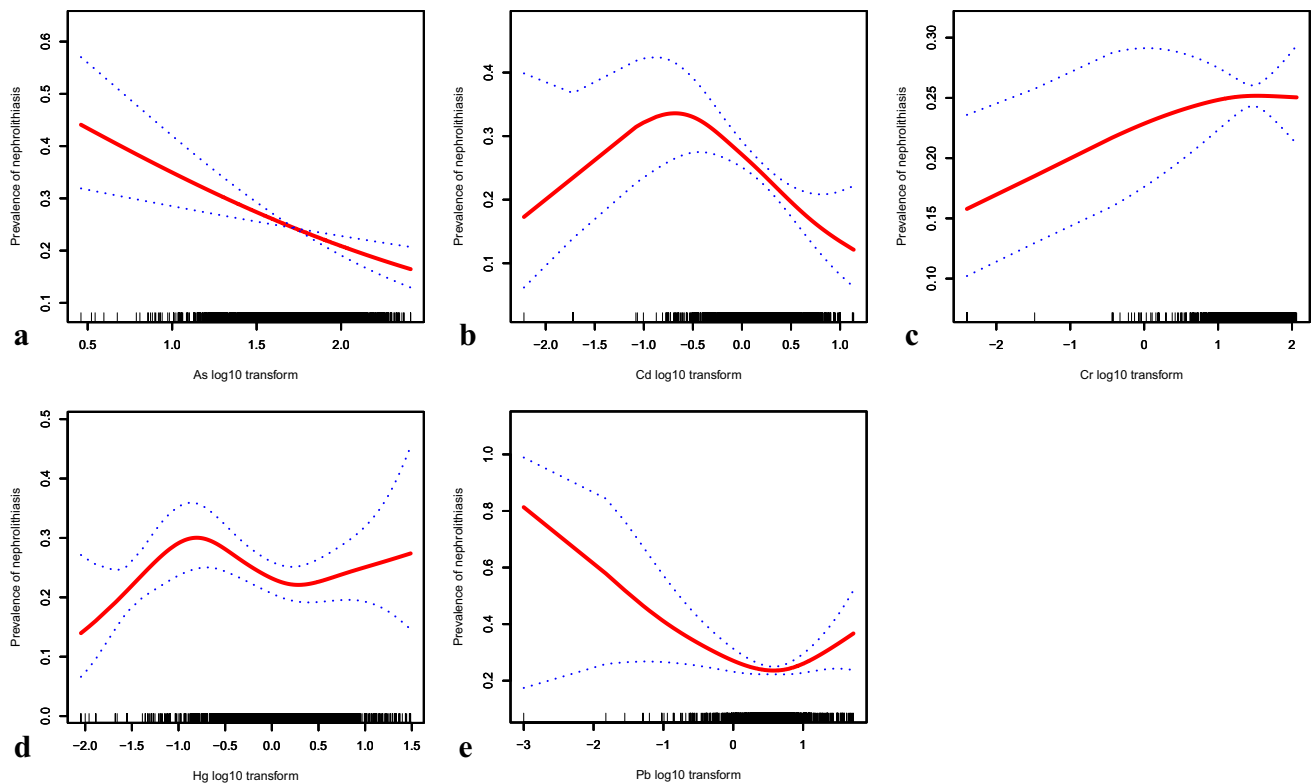 0.6
0.5
0.4
0.3
0.2
0.1
Prevalence of nephrolithiasis
0.5 1.0 1.5 2.0
As log10 transform
a
0.4
0.3
0.2
0.1
Prevalence of nephrolithiasis
−2.0 −1.5 −1.0 −0.5 0.0 0.5 1.0
Cd log10 transform
b
0.30
0.25
0.20
0.15
0.10
Prevalence of nephrolithiasis
−2 −1 0 1 2
Cr log10 transform
c
0.5
0.4
0.3
0.2
0.1
0.0
Prevalence of nephrolithiasis
−2.0 −1.5 −1.0 −0.5 0.0 0.5 1.0 1.5
Hg log10 transform
d
1.0
0.8
0.6
0.4
0.2
Prevalence of nephrolithiasis
−3 −2 −1 0 1
Pb log10 transform
e